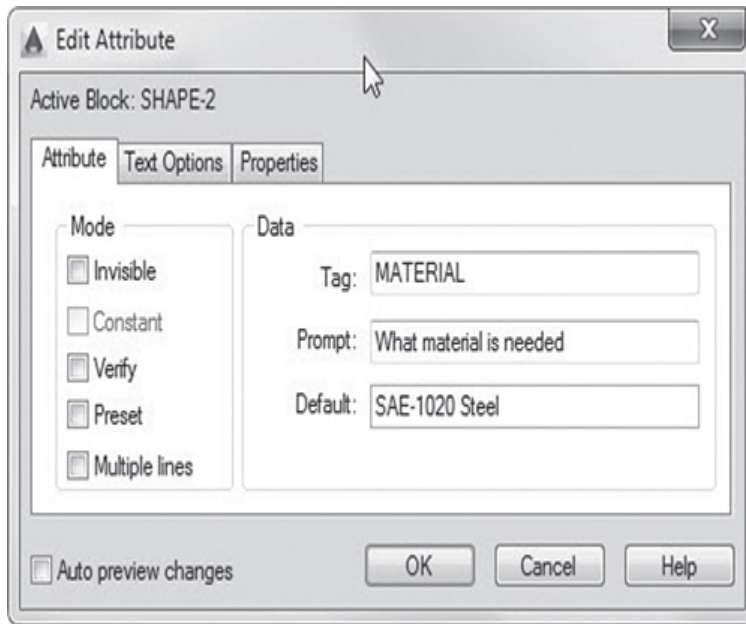 Edit Attribute
X
Active Block: SHAPE-2
Attribute Text Options Properties
Mode
Invisible
Constant
Verify
Preset
Multiple lines
Data
Tag: MATERIAL
Prompt: What material is needed
Default: SAE-1020 Steel
Auto preview changes
OK Cancel Help